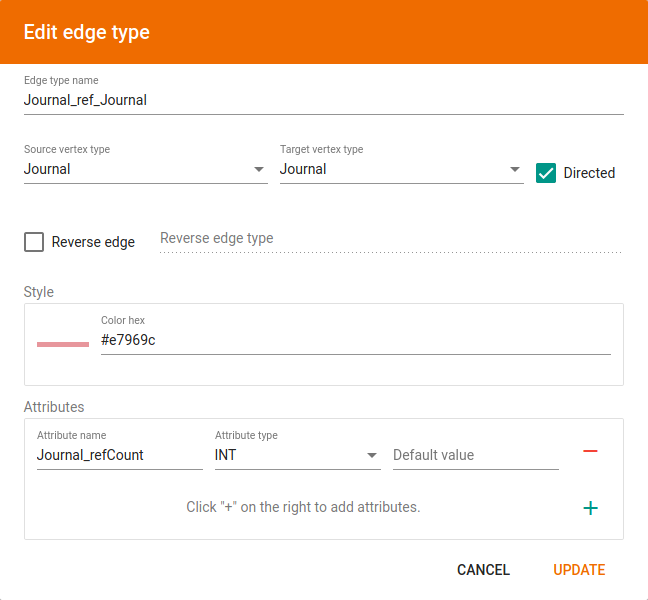 Edit edge type
Edge type name
Journal_ref_Journal
Source vertex type
Target vertex type
Journal
Journal
Directed
Reverse edge
Reverse edge type
Style
Color hex
#e7969c
Attributes
Attribute name
Attribute type
Journal_refCount
INT
Default value
Click "+" on the right to add attributes.
CANCEL
UPDATE